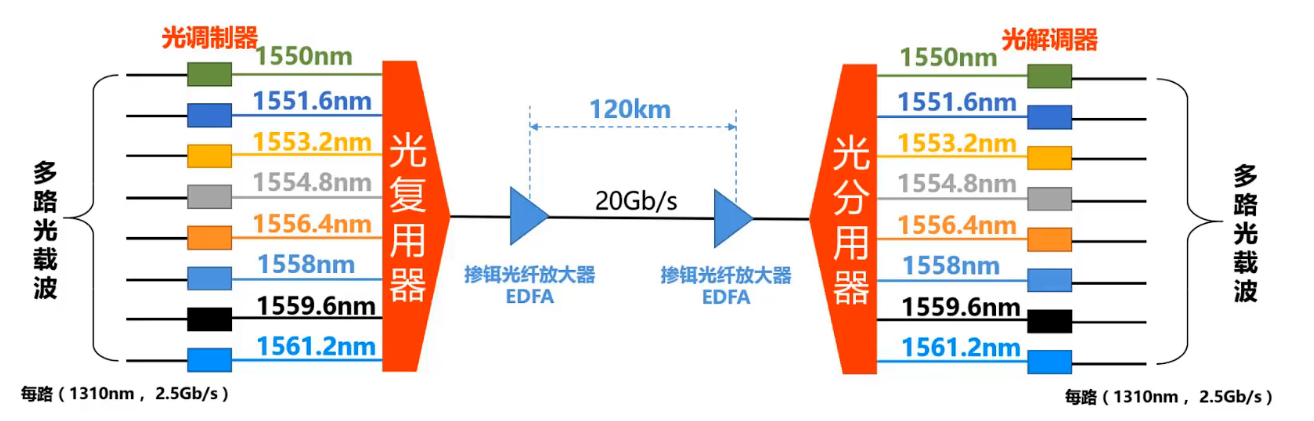 光调制器
1550nm
1551.6nm
1553.2nm
1554.8nm
1556.4nm
1558nm
1559.6nm
1561.2nm
多路光载波
每路（1310nm ，2.5Gb/s）
光复用器
120km
20Gb/s
掺铒光纤放大器
EDFA
掺铒光纤放大器
EDFA
光分用器
光解调器
1550nm
1551.6nm
1553.2nm
1554.8nm
1556.4nm
1558nm
1559.6nm
1561.2nm
多路光载波
每路（1310nm ，2.5Gb/s）